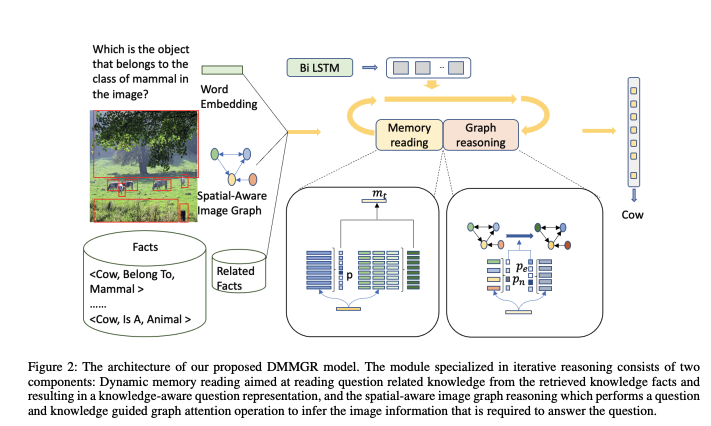 Which is the object
that belongs to the
class of mammal in
the image?
Word
Embedding
Spatial-Aware
Image Graph
Facts
<Cow, Belong To,
Mammal >
......
<Cow, Is A, Animal >
Related
Facts
Bi LSTM
...
Memory
reading
Graph
reasoning
m_t
p
p_e
p_n
Cow
Figure 2: The architecture of our proposed DMMGR model. The module specialized in iterative reasoning consists of two
components: Dynamic memory reading aimed at reading question related knowledge from the retrieved knowledge facts and
resulting in a knowledge-aware question representation, and the spatial-aware image graph reasoning which performs a question
and knowledge guided graph attention operation to infer the image information that is required to answer the question.